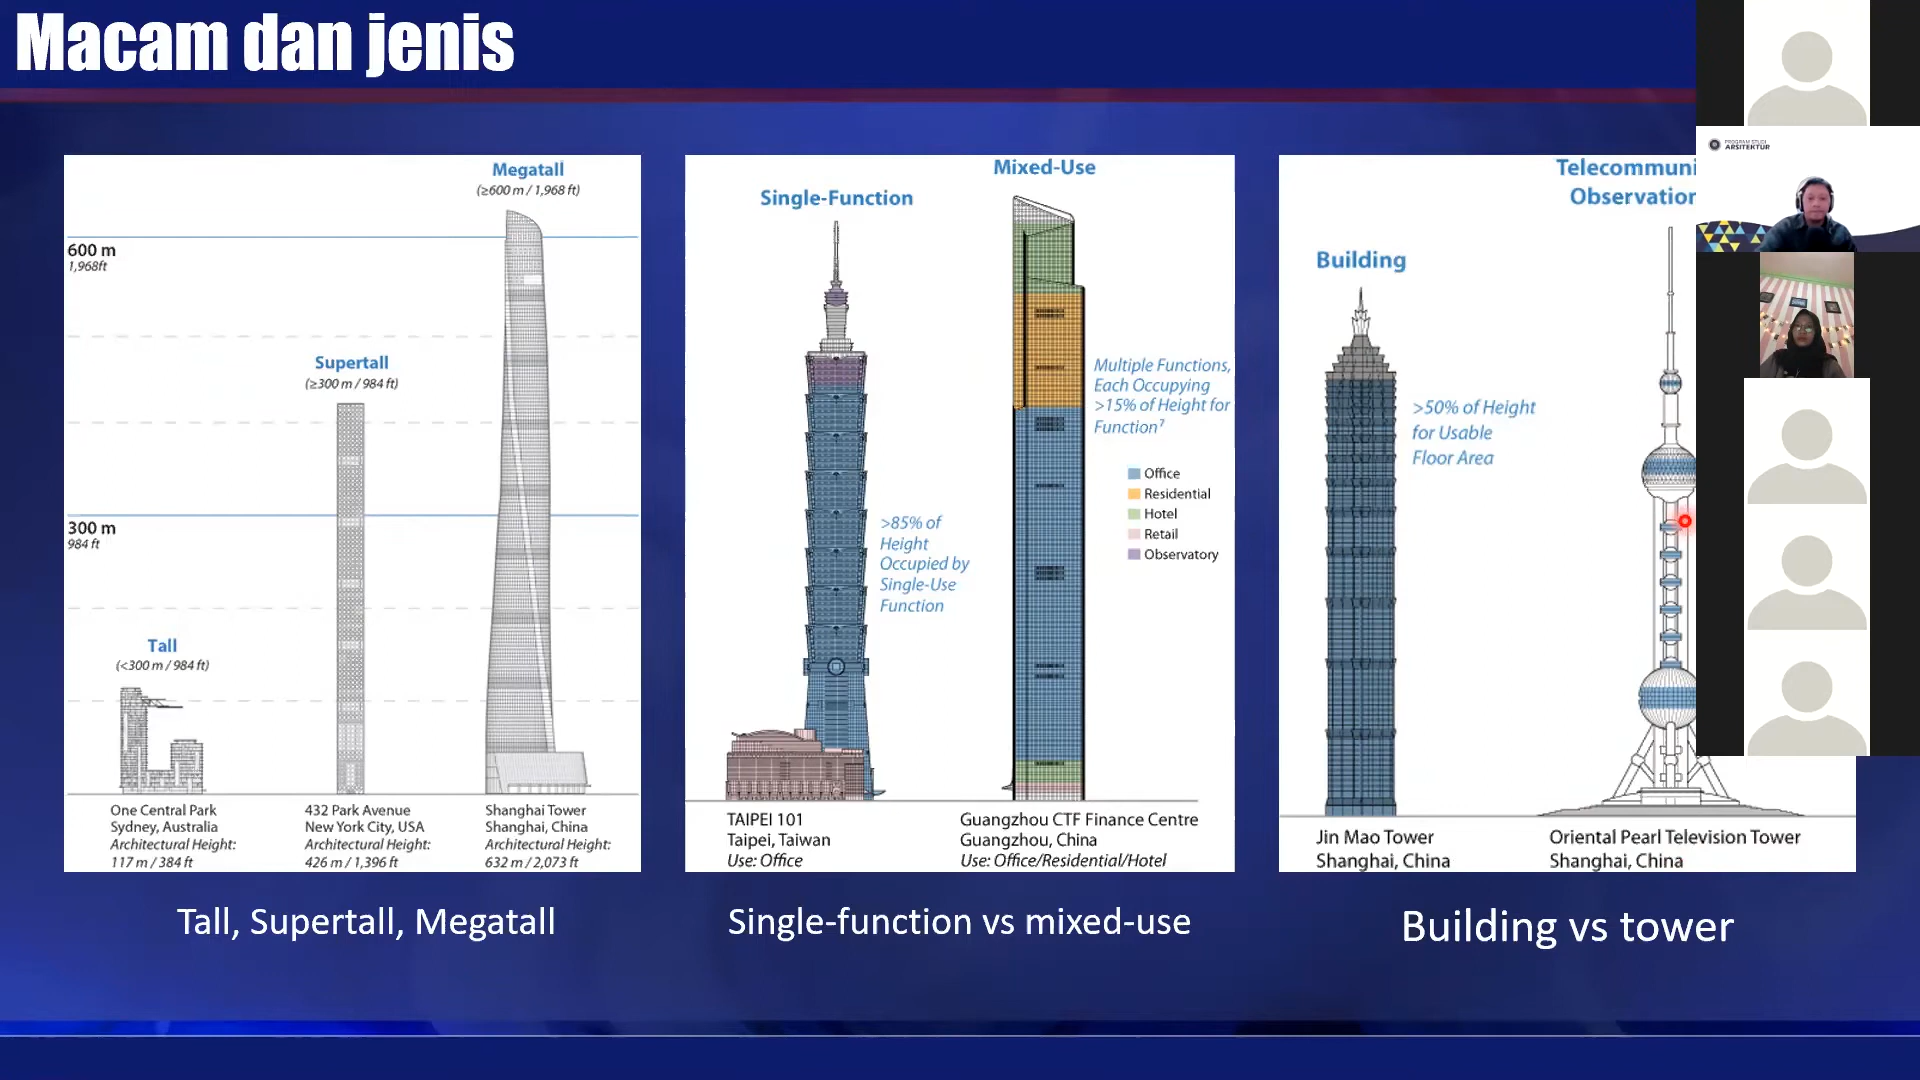 Macam dan jenis
Megatall
(≥600 m / 1,968 ft)
600 m
1,968ft
Supertall
(≥300 m / 984 ft)
300 m
984 ft
Tall
(<300 m / 984 ft)
One Central Park
Sydney, Australia
Architectural Height:
117 m / 384 ft
432 Park Avenue
New York City, USA
Architectural Height:
426 m / 1,396 ft
Shanghai Tower
Shanghai, China
Architectural Height:
632 m / 2,073 ft
Tall, Supertall, Megatall
Single-Function
Mixed-Use
>85% of
Height
Occupied by
Single-Use
Function
Multiple Functions,
Each Occupying
>15% of Height for
Function⁷
Office
Residential
Hotel
Retail
Observatory
TAIPEI 101
Taipei, Taiwan
Use: Office
Guangzhou CTF Finance Centre
Guangzhou, China
Use: Office/Residential/Hotel
Single-function vs mixed-use
Telecommuni
Observation
Building
>50% of Height
for Usable
Floor Area
Jin Mao Tower
Shanghai, China
Oriental Pearl Television Tower
Shanghai, China
Building vs tower
PROGRAM STUDI
ARSITEKTUR